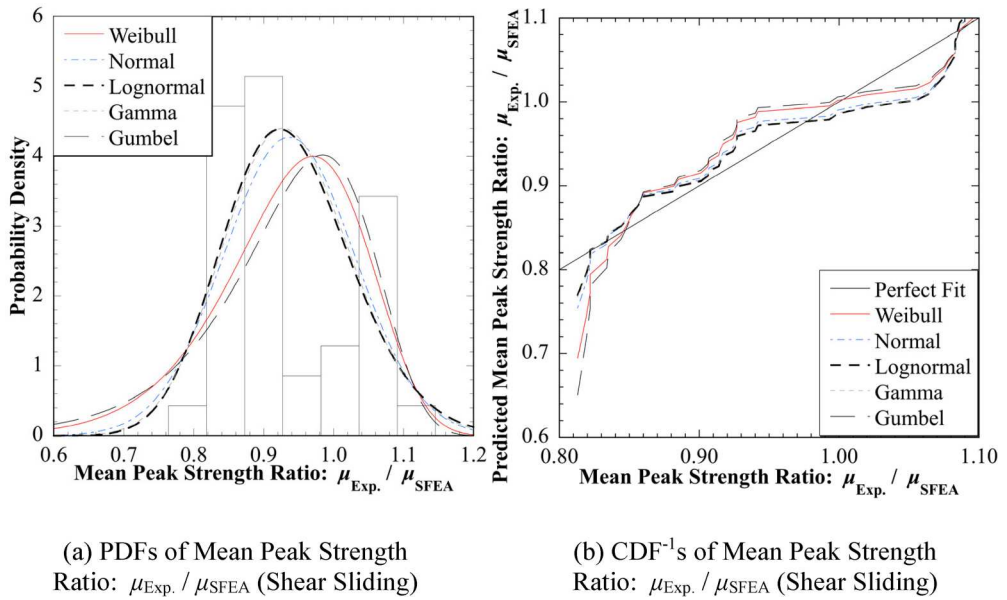 Weibull
Normal
Lognormal
Gamma
Gumbel
6
5
4
3
2
1
0
Probability Density
0.6
0.7
0.8
0.9
1.0
1.1
1.2
Mean Peak Strength Ratio: μExp. / μSFEA
1.1
1.0
0.9
0.8
0.7
0.6
Predicted Mean Peak Strength Ratio: μExp. / μSFEA
Perfect Fit
Weibull
Normal
Lognormal
Gamma
Gumbel
0.80
0.90
1.00
1.10
Mean Peak Strength Ratio: μExp. / μSFEA
(a) PDFs of Mean Peak Strength
Ratio: μExp. / μSFEA (Shear Sliding)
(b) CDF-1s of Mean Peak Strength
Ratio: μExp. / μSFEA (Shear Sliding)